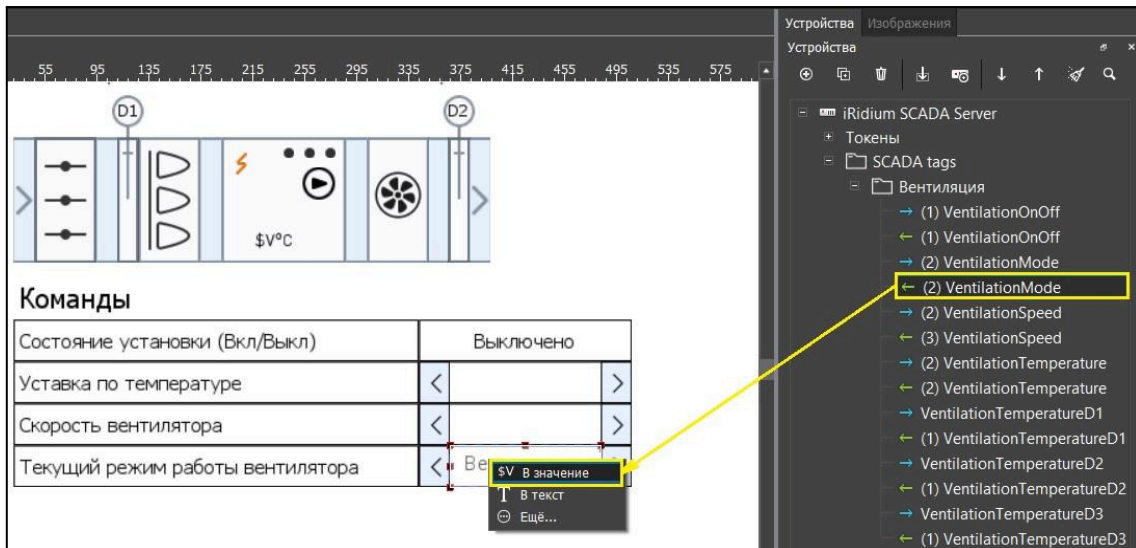 Устройства Изображения
Устройства
55 95 135 175 215 255 295 335 375 415 455 495 535 575
iRidium SCADA Server
Токены
SCADA tags
Вентиляция
→ (1) VentilationOnOff
← (1) VentilationOnOff
→ (2) VentilationMode
← (2) VentilationMode
→ (2) VentilationSpeed
← (3) VentilationSpeed
→ (2) VentilationTemperature
← (2) VentilationTemperature
→ VentilationTemperatureD1
← (1) VentilationTemperatureD1
→ VentilationTemperatureD2
← (1) VentilationTemperatureD2
→ VentilationTemperatureD3
← (1) VentilationTemperatureD3
D1 D2
$V°C
Команды
Состояние установки (Вкл/Выкл) Выключено
Уставка по температуре < >
Скорость вентилятора < >
Текущий режим работы вентилятора < Ве
$V В значение
T В текст
Ещё...